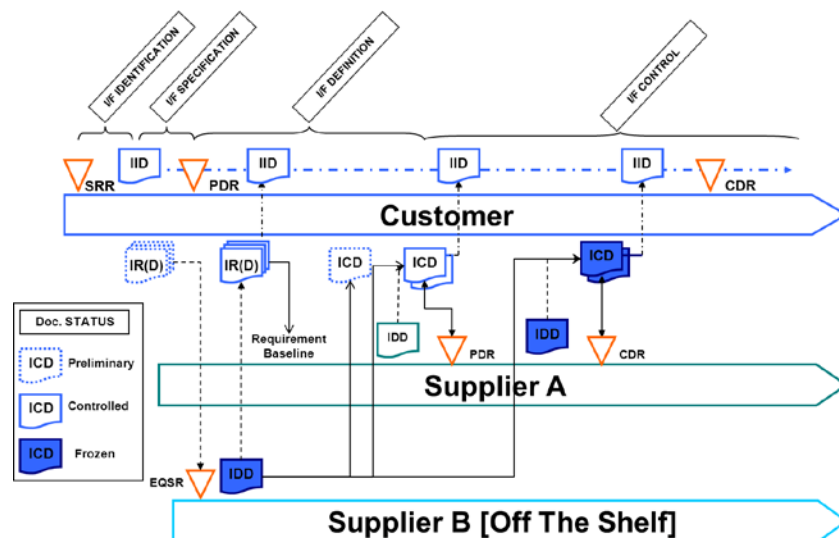 I/F IDENTIFICATION
I/F SPECIFICATION
I/F DEFINITION
I/F CONTROL
IID
IID
IID
IID
SRR
PDR
CDR
Customer
IR(D)
IR(D)
ICD
ICD
ICD
Doc. STATUS
ICD
Preliminary
ICD
Controlled
ICD
Frozen
Requirement
Baseline
IDD
IDD
PDR
CDR
Supplier A
EQSR
IDD
Supplier B [Off The Shelf]